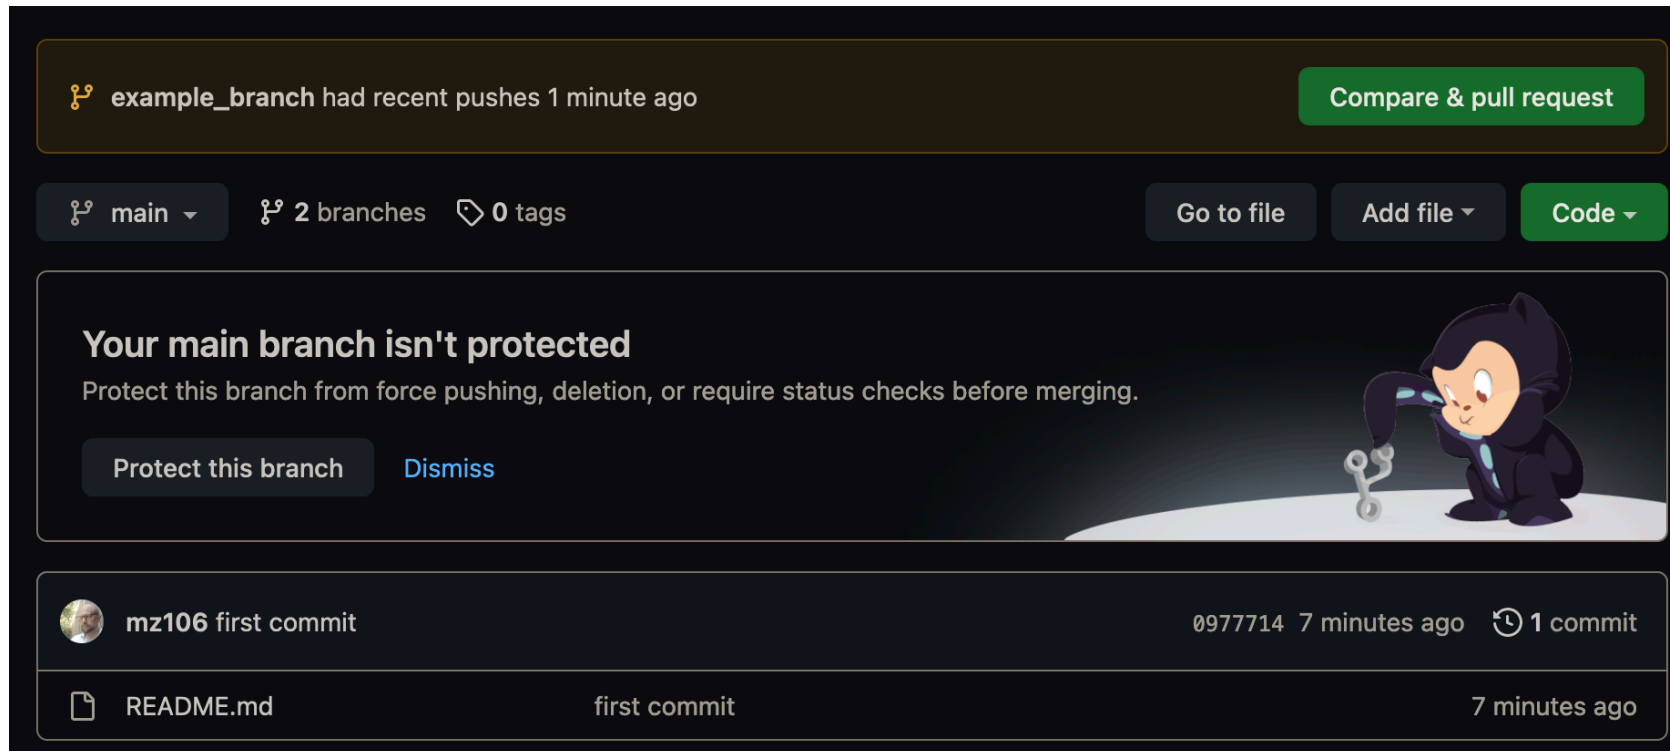 example_branch had recent pushes 1 minute ago
Compare & pull request
main
2 branches
0 tags
Go to file
Add file
Code
Your main branch isn't protected
Protect this branch from force pushing, deletion, or require status checks before merging.
Protect this branch
Dismiss
mz106 first commit
0977714 7 minutes ago
1 commit
README.md
first commit
7 minutes ago